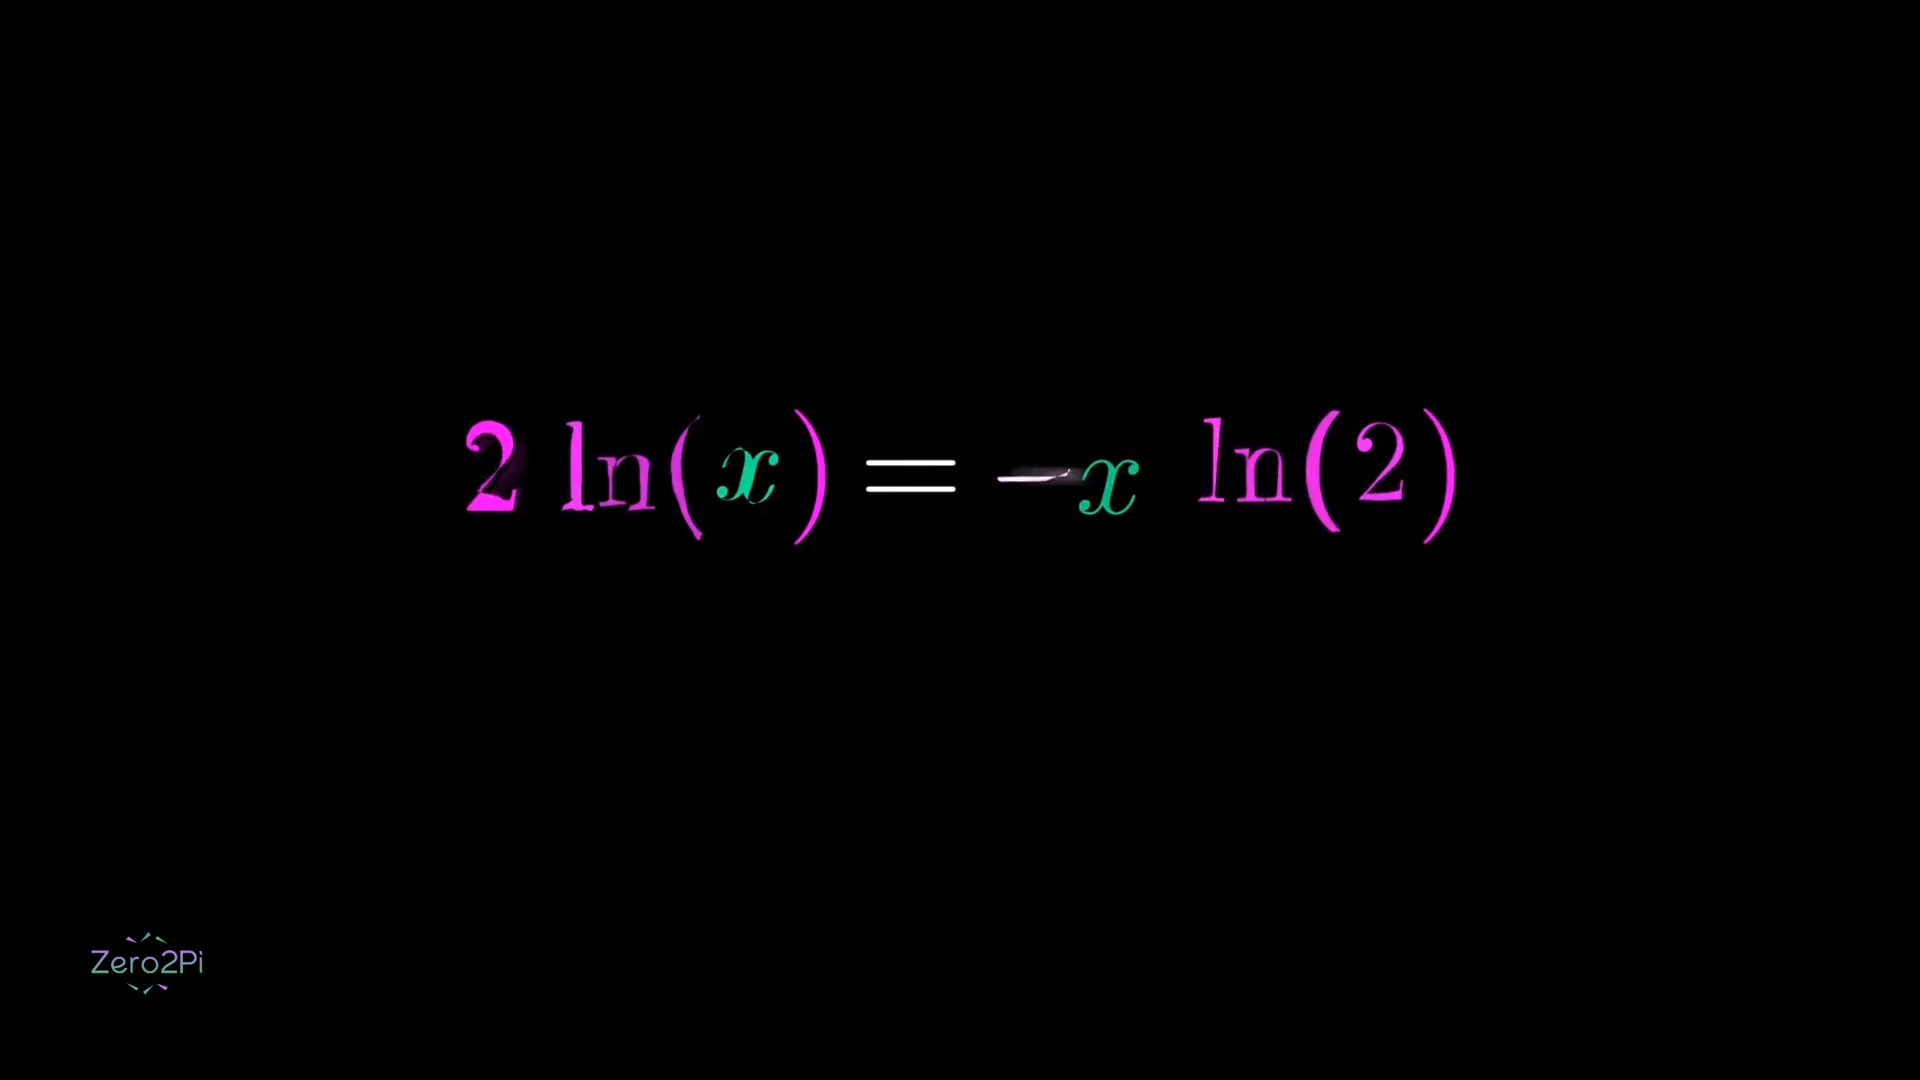 2 ln(x) = −x ln(2)
Zero2Pi